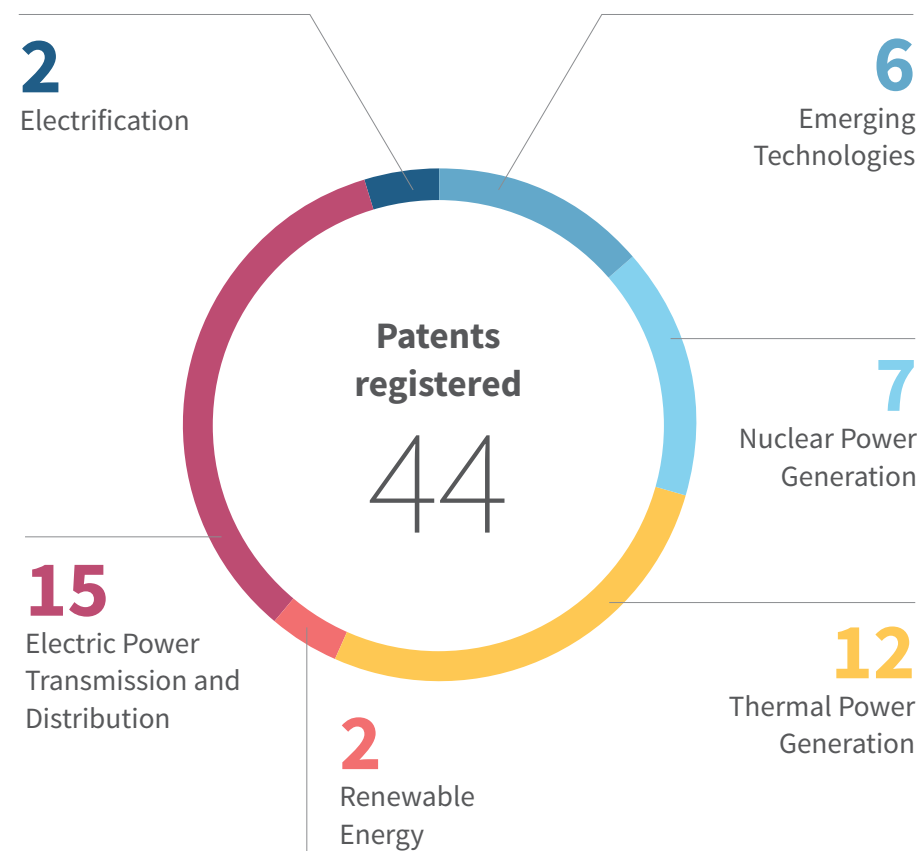 2
Electrification
6
Emerging
Technologies
Patents
registered
44
7
Nuclear Power
Generation
15
Electric Power
Transmission and
Distribution
12
Thermal Power
Generation
2
Renewable
Energy